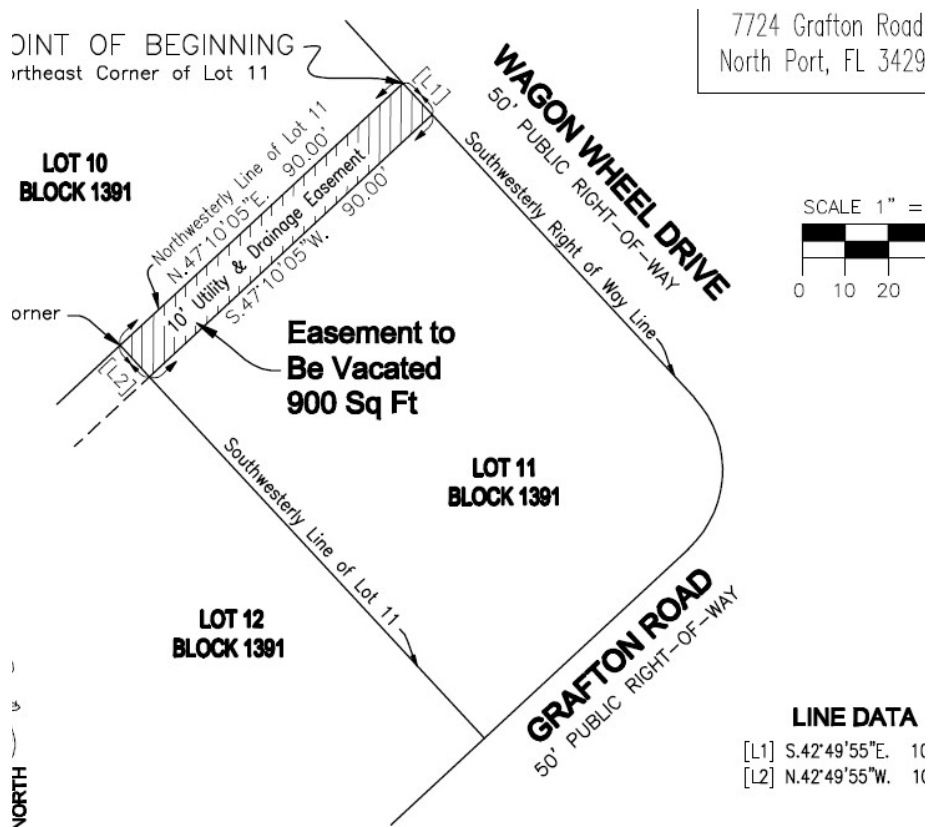 OINT OF BEGINNING
ortheast Corner of Lot 11
7724 Grafton Road
North Port, FL 3429
[L1]
WAGON WHEEL DRIVE
50' PUBLIC RIGHT-OF-WAY
LOT 10
BLOCK 1391
Northwesterly Line of Lot 11
N.47°10'05"E. 90.00'
10' Utility & Drainage Easement
S.47°10'05"W. 90.00'
Southwesterly Right of Way Line
SCALE 1" =
0 10 20
orner
[L2]
Easement to
Be Vacated
900 Sq Ft
Southwesterly Line of Lot 11
LOT 11
BLOCK 1391
LOT 12
BLOCK 1391
GRAFTON ROAD
50' PUBLIC RIGHT-OF-WAY
NORTH
LINE DATA
[L1] S.42°49'55"E. 10
[L2] N.42°49'55"W. 10